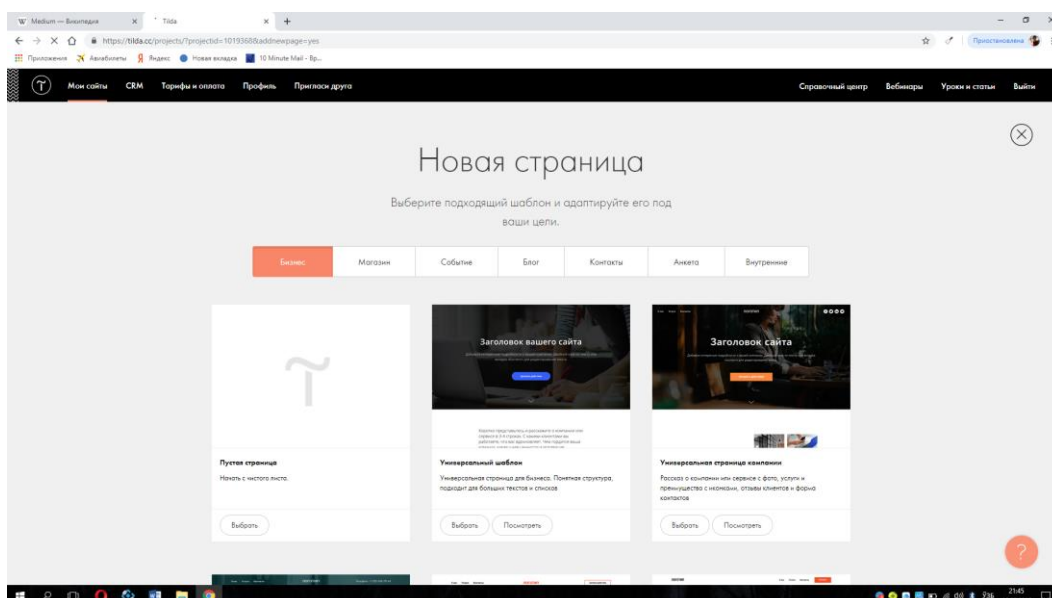 Medium — Википедия
Tilda
https://tilda.cc/projects/?projectid=1019368&addnewpage=yes
Приостановлена
Приложения Авиабилеты Яндекс Новая вкладка 10 Minute Mail - Вр...
Мои сайты CRM Тарифы и оплата Профиль Пригласи друга Справочный центр Вебинары Уроки и статьи Выйти
Новая страница
Выберите подходящий шаблон и адаптируйте его под
ваши цели.
Бизнес Магазин Событие Блог Контакты Анкета Внутренние
Заголовок вашего сайта
Заголовок сайта
Пустая страница
Начать с чистого листа.
Выбрать
Универсальный шаблон
Универсальная страница для бизнеса. Понятная структура,
подходит для больших текстов и списков
Выбрать Посмотреть
Универсальная страница компании
Рассказ о компании или сервисе с фото, услуги и
преимущества с иконками, отзывы клиентов и форма
контактов
Выбрать Посмотреть
?
21:45